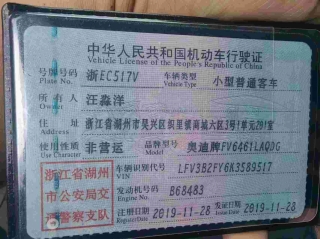 中华人民共和国机动车行驶证
Vehicle License of the People's Republic of China
号牌号码 浙EC517V 车辆类型 小型普通客车
Plate No. Vehicle Type
所有人 汪淼洋
Owner
住址 浙江省湖州市吴兴区织里镇商城六区3号1单元201室
Address
使用性质 非营运 品牌型号 奥迪牌FV6461LAQDG
Use Character Model
浙江省湖州市公安局交通警察支队
车辆识别代号 LFV3B2FY6K3589517
VIN
发动机号码 B68483
Engine No.
注册日期 2019-11-28 发证日期 2019-11-28
Register Date Issue Date